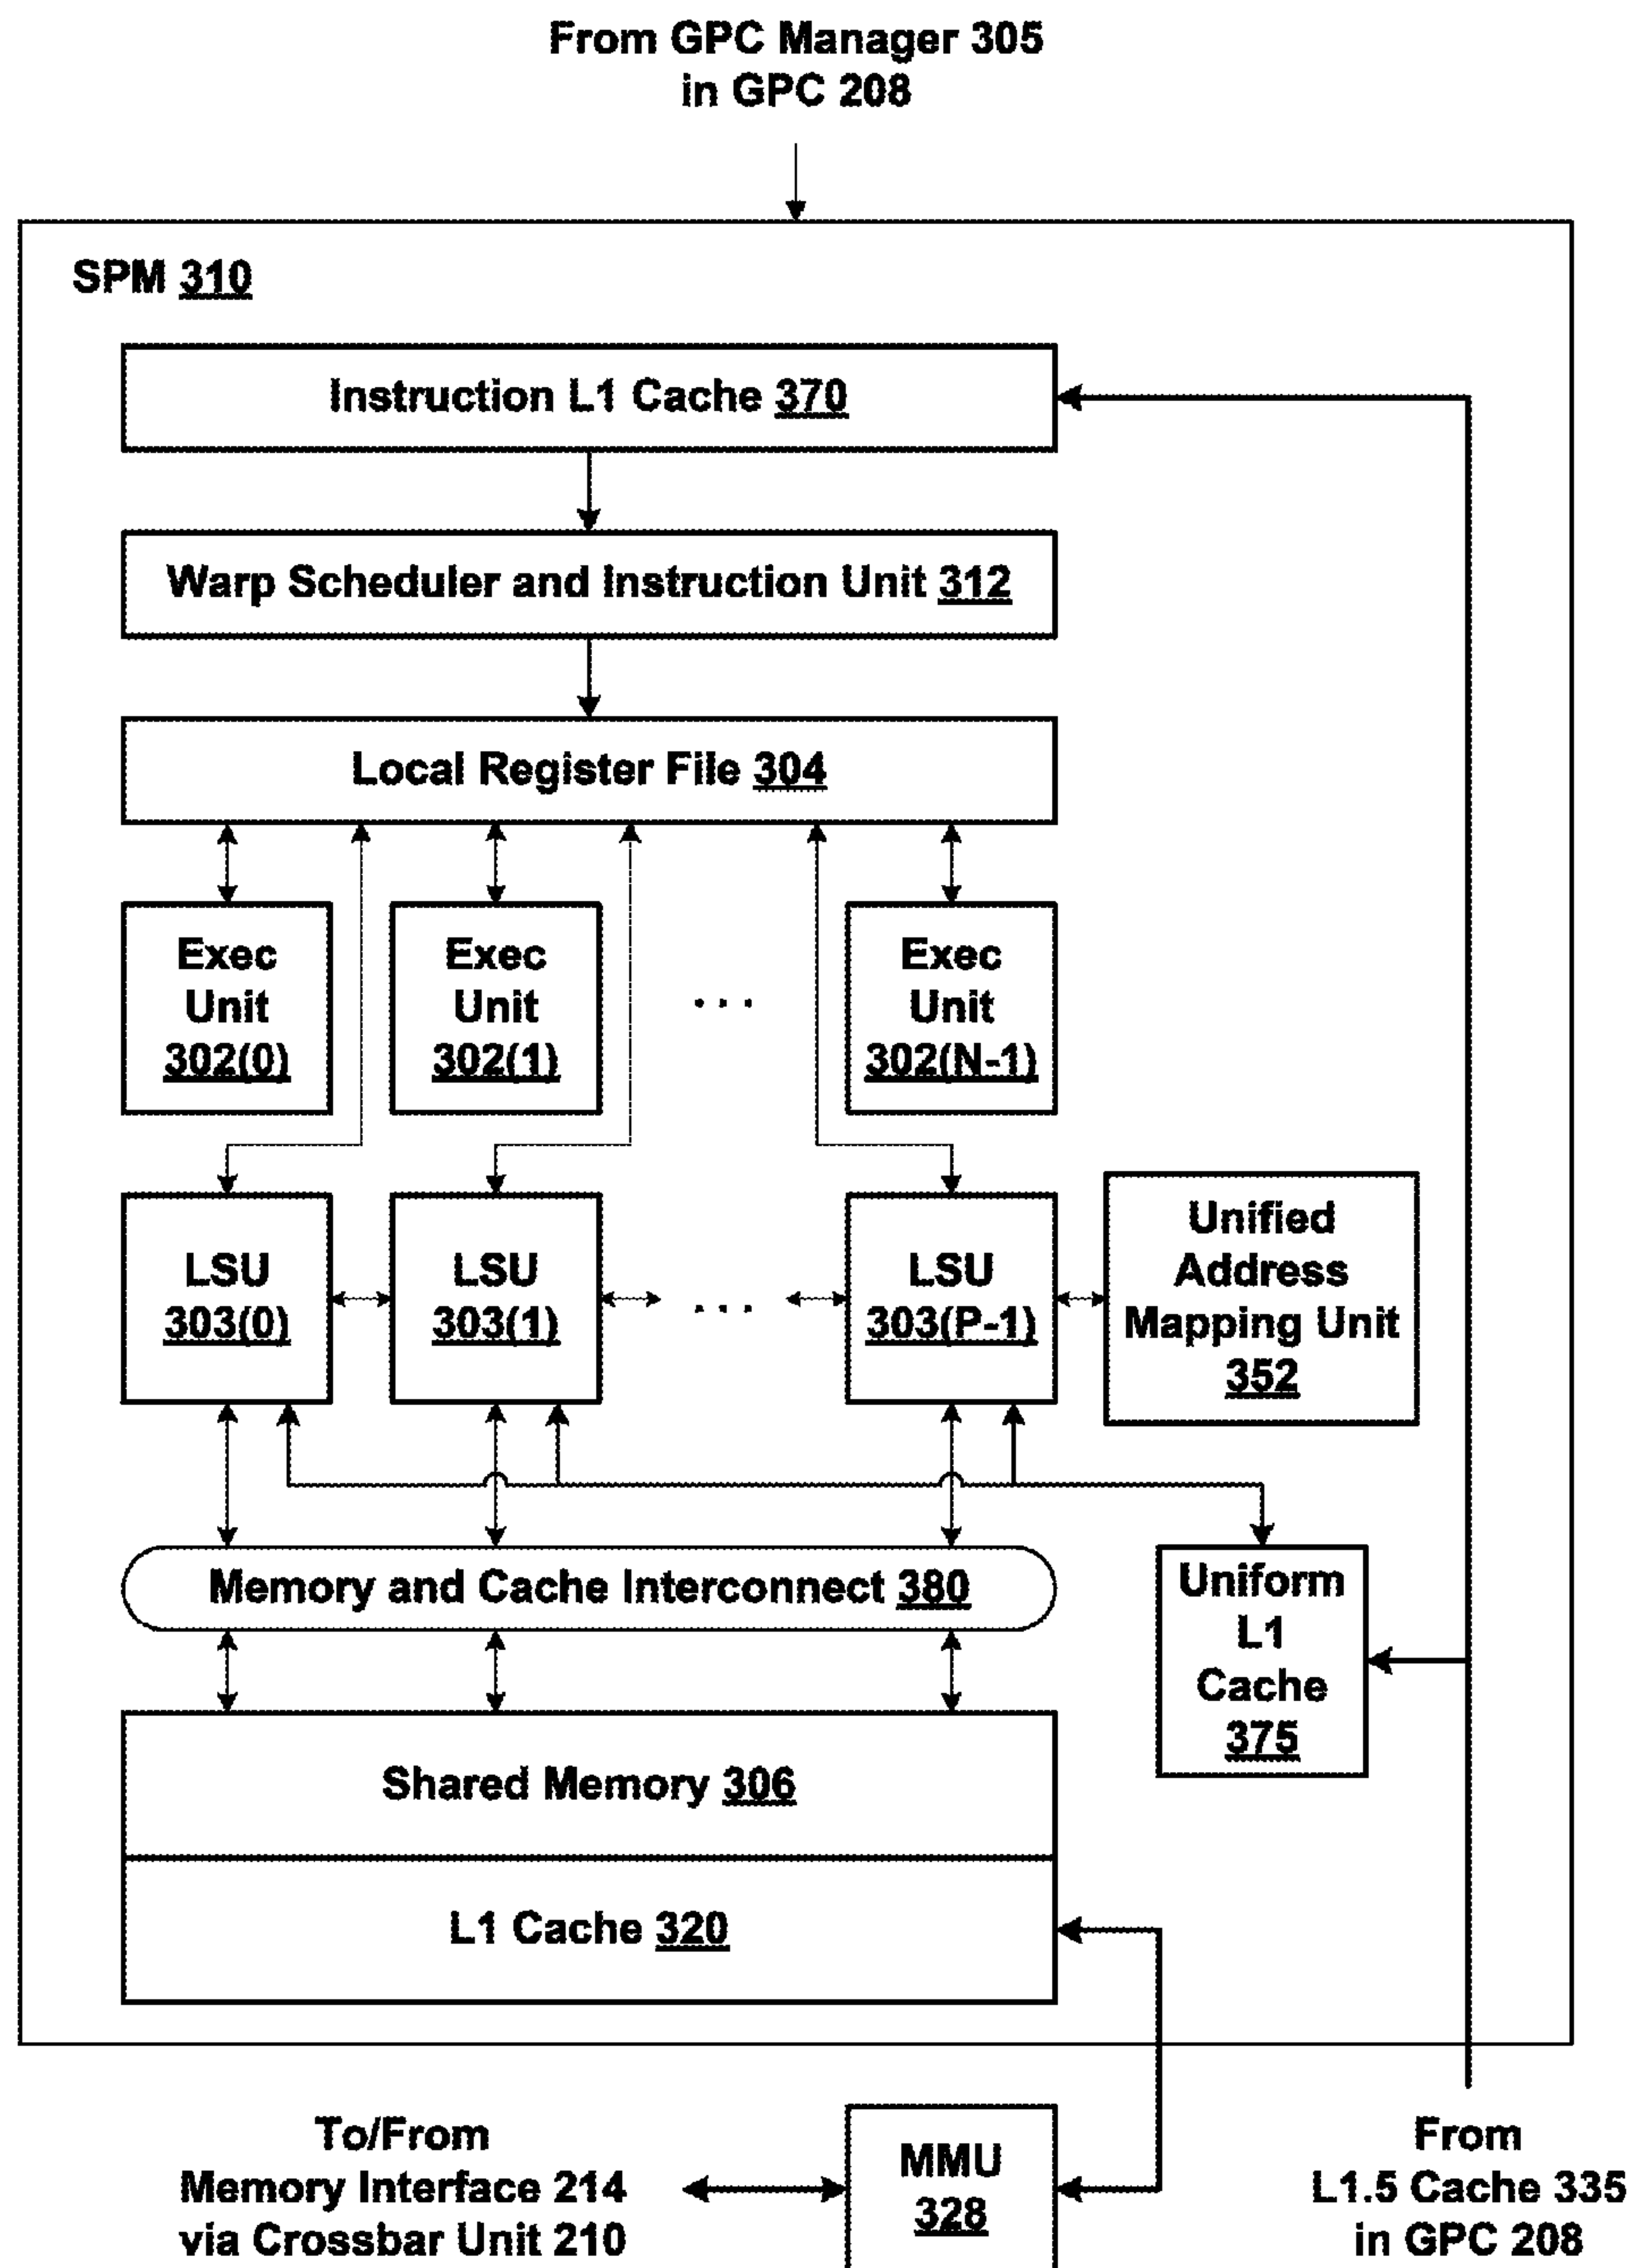 From GPC Manager 305
in GPC 208
SPM 310
Instruction L1 Cache 370
Warp Scheduler and Instruction Unit 312
Local Register File 304
Exec
Unit
302(0)
Exec
Unit
302(1)
. . .
Exec
Unit
302(N-1)
LSU
303(0)
LSU
303(1)
. . .
LSU
303(P-1)
Unified
Address
Mapping Unit
352
Memory and Cache Interconnect 380
Uniform
L1
Cache
375
Shared Memory 306
L1 Cache 320
To/From
Memory Interface 214
via Crossbar Unit 210
MMU
328
From
L1.5 Cache 335
in GPC 208